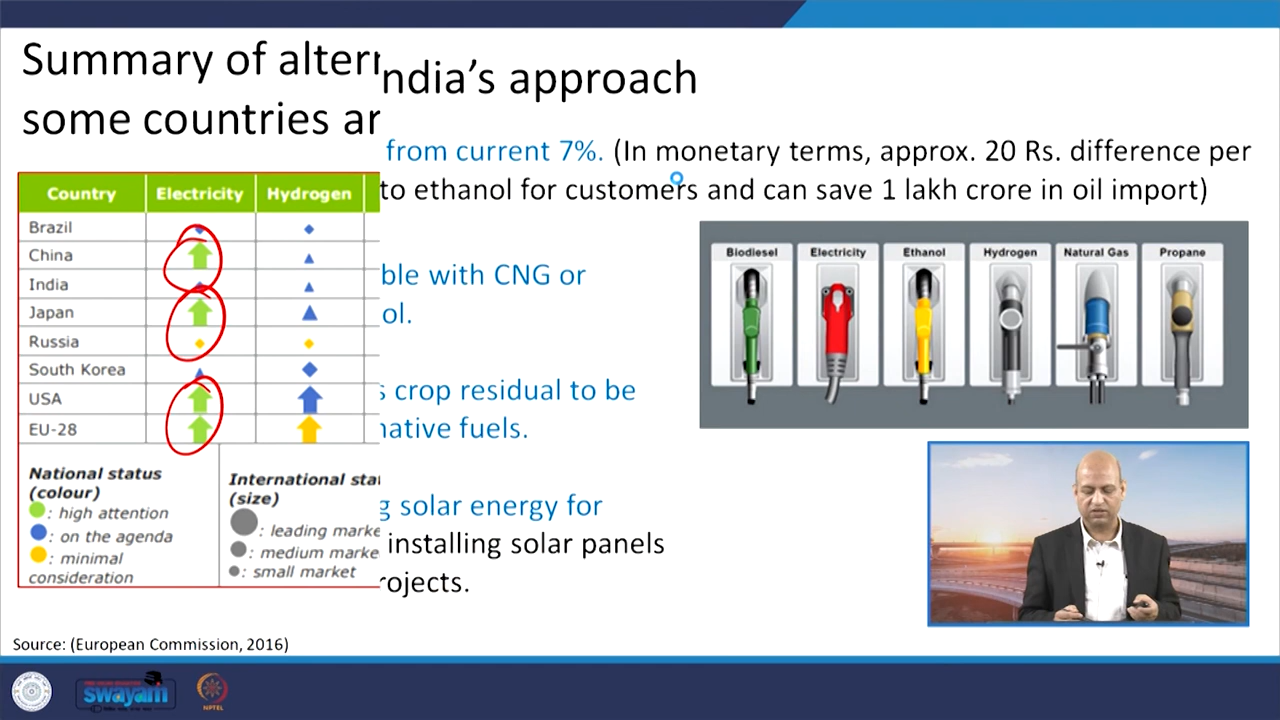 Summary of alter
some countries ar
ndia's approach
from current 7%. (In monetary terms, approx. 20 Rs. difference per
to ethanol for customers and can save 1 lakh crore in oil import)
Country Electricity Hydrogen
Brazil
China
India
Japan
Russia
South Korea
USA
EU-28
National status
(colour)
: high attention
: on the agenda
: minimal
consideration
International sta
(size)
: leading marke
: medium marke
: small market
ble with CNG or
ol.
s crop residual to be
native fuels.
g solar energy for
installing solar panels
rojects.
Biodiesel Electricity Ethanol Hydrogen Natural Gas Propane
Source: (European Commission, 2016)
swayam
NPTEL